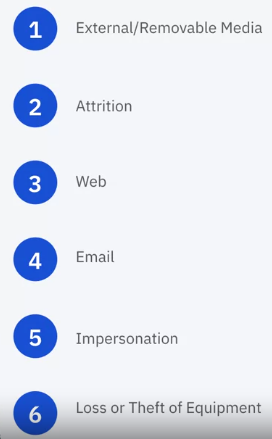 1 External/Removable Media
2 Attrition
3 Web
4 Email
5 Impersonation
6 Loss or Theft of Equipment